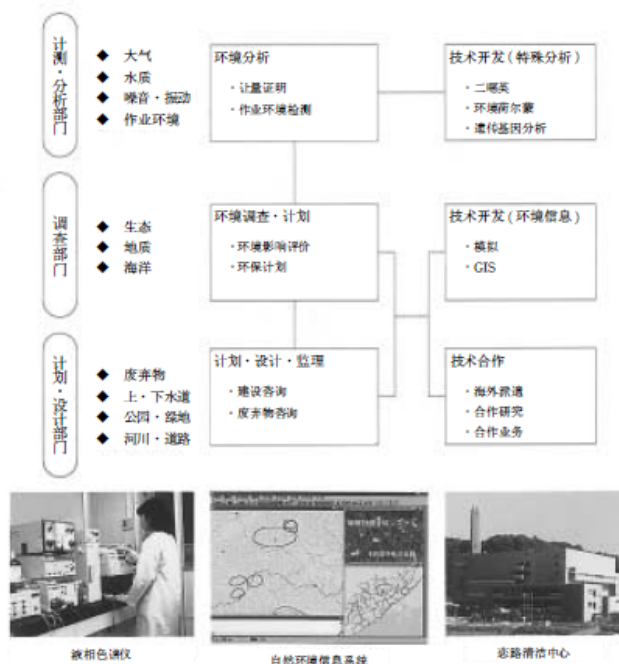 计测·分析部门
◆ 大气
◆ 水质
◆ 噪音·振动
◆ 作业环境
环境分析
·让量证明
·作业环境检测
技术开发(特殊分析)
·二噁英
·环境荷尔蒙
·遗传基因分析
调查部门
◆ 生态
◆ 地质
◆ 海洋
环境调查·计划
·环境影响评价
·环保计划
技术开发(环境信息)
·模拟
·GIS
计划·设计部门
◆ 废弃物
◆ 上·下水道
◆ 公园·绿地
◆ 河川·道路
计划·设计·监理
·建设咨询
·废弃物咨询
技术合作
·海外派遣
·合作研究
·合作业务
液相色谱仪
自然环境信息系统
路清洁中心